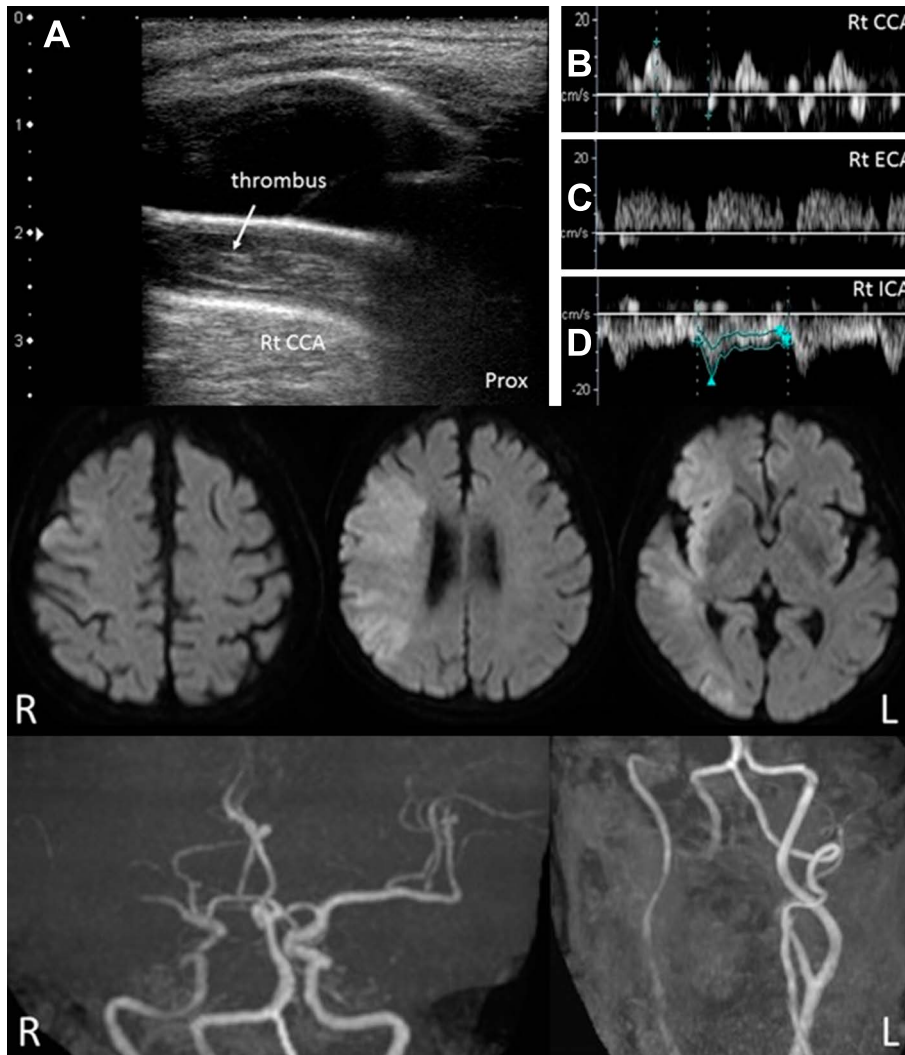 A
0
1
2
3
thrombus
Rt CCA
Prox
B
20
cm/s
Rt CCA
C
20
cm/s
Rt ECA
D
cm/s
-20
Rt ICA
R
L
R
L